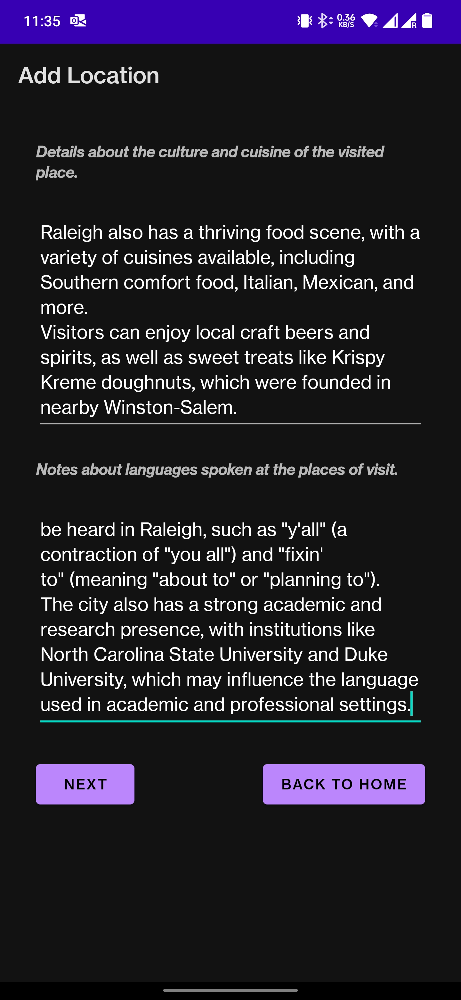 11:35
0.36
KB/S
R
Add Location
Details about the culture and cuisine of the visited
place.
Raleigh also has a thriving food scene, with a
variety of cuisines available, including
Southern comfort food, Italian, Mexican, and
more.
Visitors can enjoy local craft beers and
spirits, as well as sweet treats like Krispy
Kreme doughnuts, which were founded in
nearby Winston-Salem.
Notes about languages spoken at the places of visit.
be heard in Raleigh, such as "y'all" (a
contraction of "you all") and "fixin'
to" (meaning "about to" or "planning to").
The city also has a strong academic and
research presence, with institutions like
North Carolina State University and Duke
University, which may influence the language
used in academic and professional settings.
NEXT
BACK TO HOME